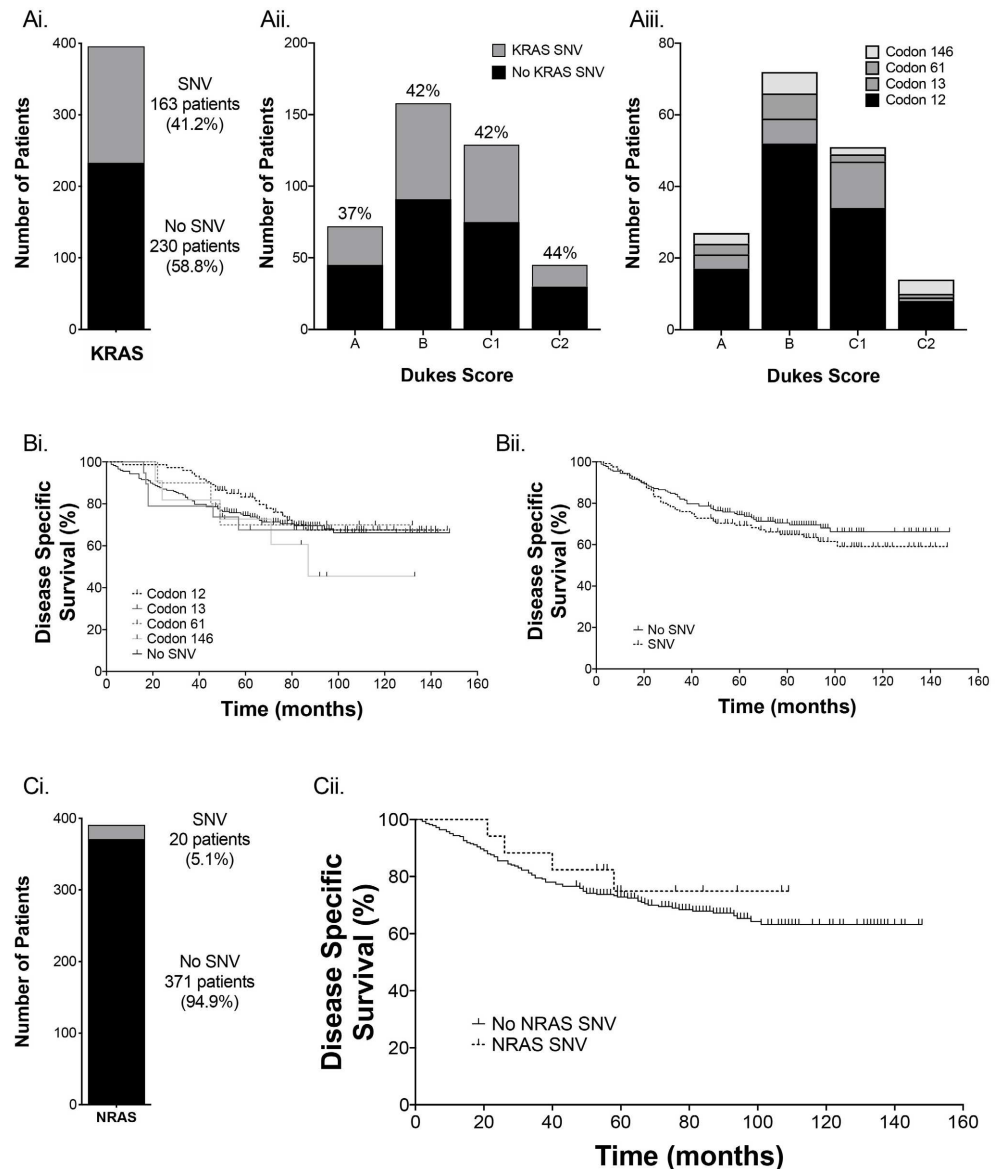 Ai.
400
300
200
100
0
Number of Patients
SNV
163 patients
(41.2%)
No SNV
230 patients
(58.8%)
KRAS
Aii.
200
150
100
50
0
Number of Patients
KRAS SNV
No KRAS SNV
37%
42%
42%
44%
A B C1 C2
Dukes Score
Aiii.
80
60
40
20
0
Number of Patients
Codon 146
Codon 61
Codon 13
Codon 12
A B C1 C2
Dukes Score
Bi.
100
80
60
40
80
100
Disease Specific
Survival (%)
Codon 12
Codon 13
Codon 61
Codon 146
No SNV
0 20 40 60 80 100 120 140 160
Time (months)
Bii.
100
80
60
40
80
100
Disease Specific
Survival (%)
No SNV
SNV
0 20 40 60 80 100 120 140 160
Time (months)
Ci.
400
300
200
100
0
Number of Patients
SNV
20 patients
(5.1%)
No SNV
371 patients
(94.9%)
NRAS
Cii.
100
80
60
40
80
0
Disease Specific
Survival (%)
No NRAS SNV
NRAS SNV
0 20 40 60 80 100 120 140 160
Time (months)